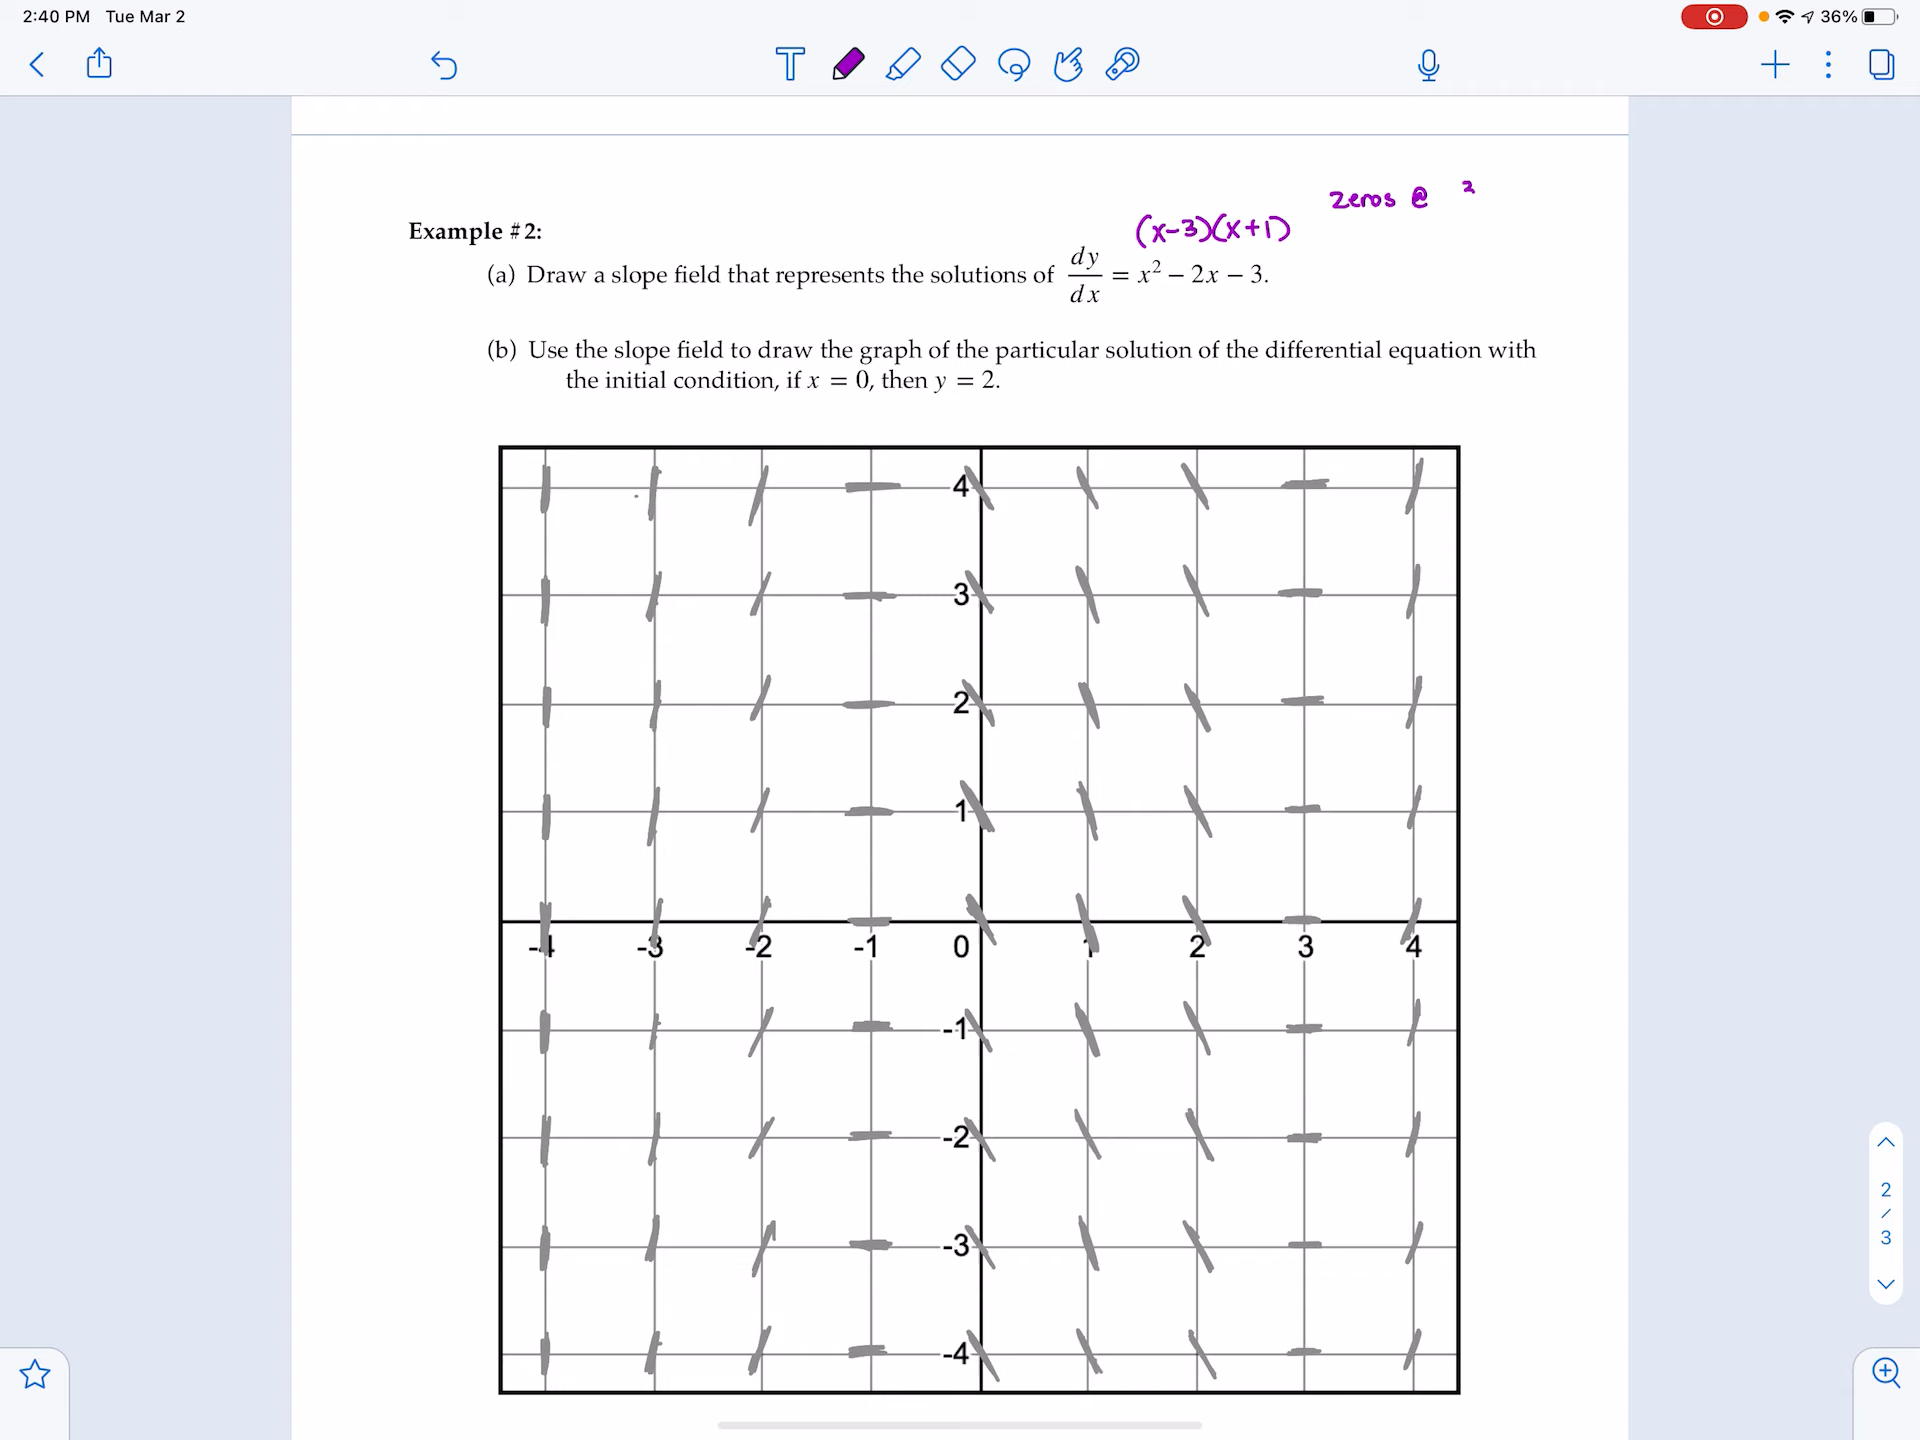 2:40 PM Tue Mar 2
36%
Zeros @
(x-3)(x+1)
Example #2:
(a) Draw a slope field that represents the solutions of dy/dx = x² − 2x − 3.
(b) Use the slope field to draw the graph of the particular solution of the differential equation with
the initial condition, if x = 0, then y = 2.
4
3
2
1
-4 -3 -2 -1 0 1 2 3 4
-1
-2
-3
-4
2
/
3